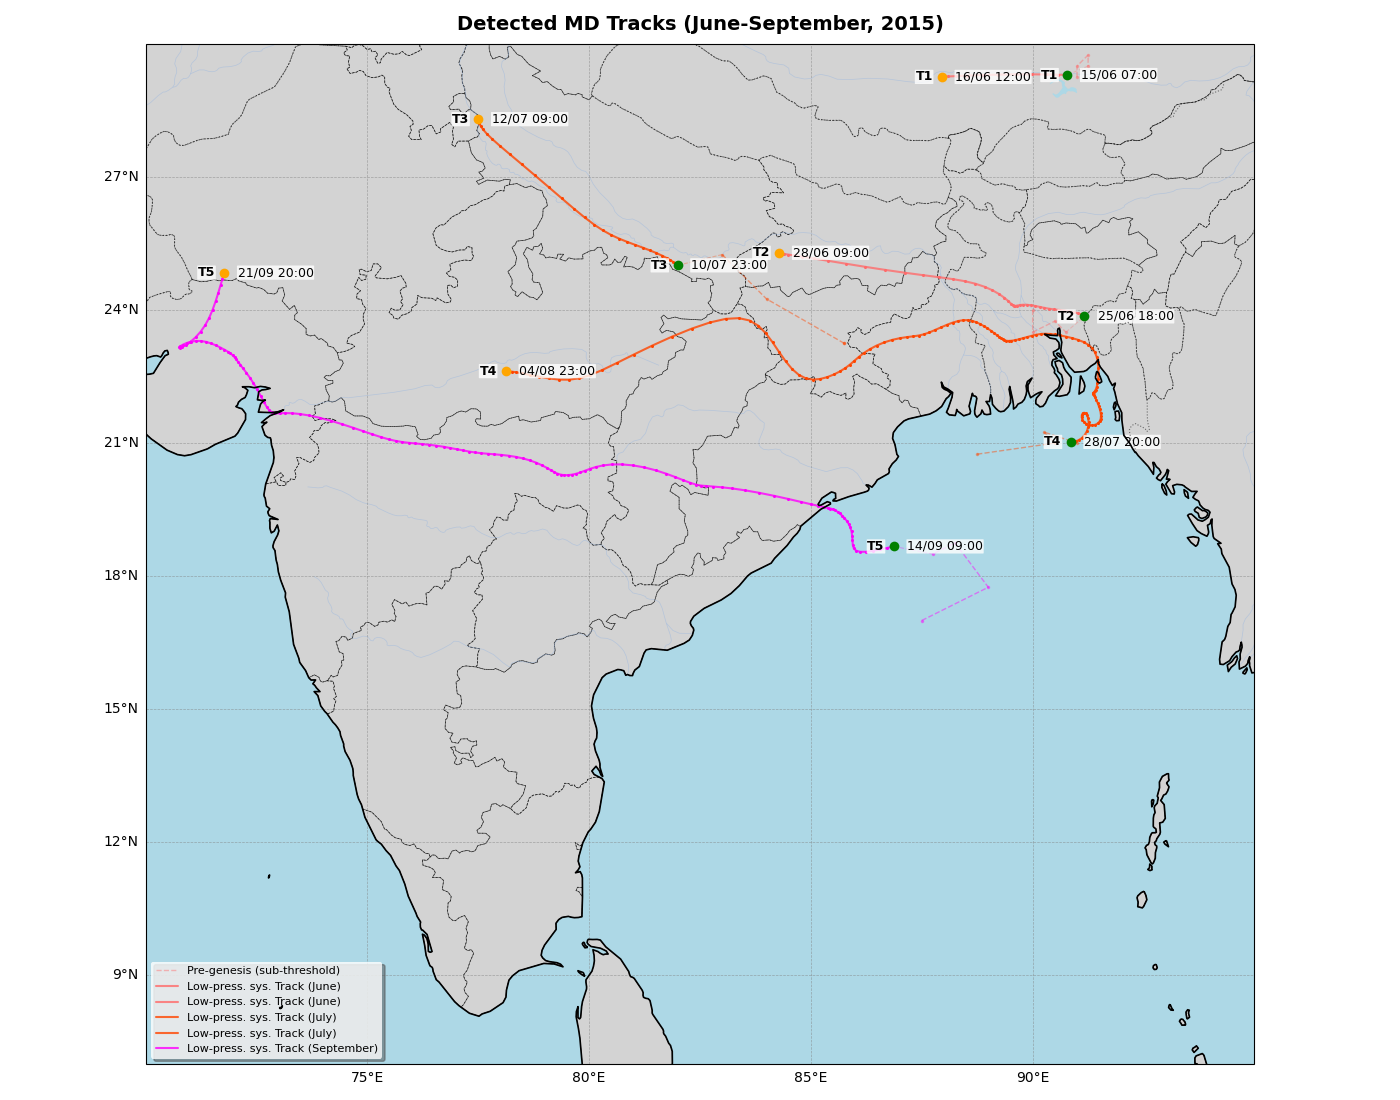 Detected MD Tracks (June-September, 2015)
T1 16/06 12:00 T1 15/06 07:00
T3 12/07 09:00
27°N
T2 28/06 09:00
T3 10/07 23:00
T5 21/09 20:00
24°N
T2 25/06 18:00
T4 04/08 23:00
21°N
T4 28/07 20:00
T5 14/09 09:00
18°N
15°N
12°N
9°N
Pre-genesis (sub-threshold)
Low-press. sys. Track (June)
Low-press. sys. Track (June)
Low-press. sys. Track (July)
Low-press. sys. Track (July)
Low-press. sys. Track (September)
75°E 80°E 85°E 90°E